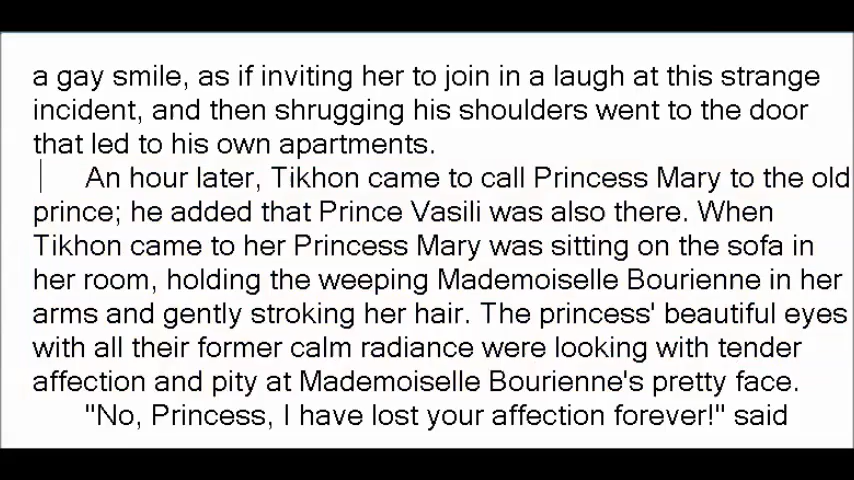 a gay smile, as if inviting her to join in a laugh at this strange
incident, and then shrugging his shoulders went to the door
that led to his own apartments.
An hour later, Tikhon came to call Princess Mary to the old
prince; he added that Prince Vasili was also there. When
Tikhon came to her Princess Mary was sitting on the sofa in
her room, holding the weeping Mademoiselle Bourienne in her
arms and gently stroking her hair. The princess' beautiful eyes
with all their former calm radiance were looking with tender
affection and pity at Mademoiselle Bourienne's pretty face.
"No, Princess, I have lost your affection forever!" said